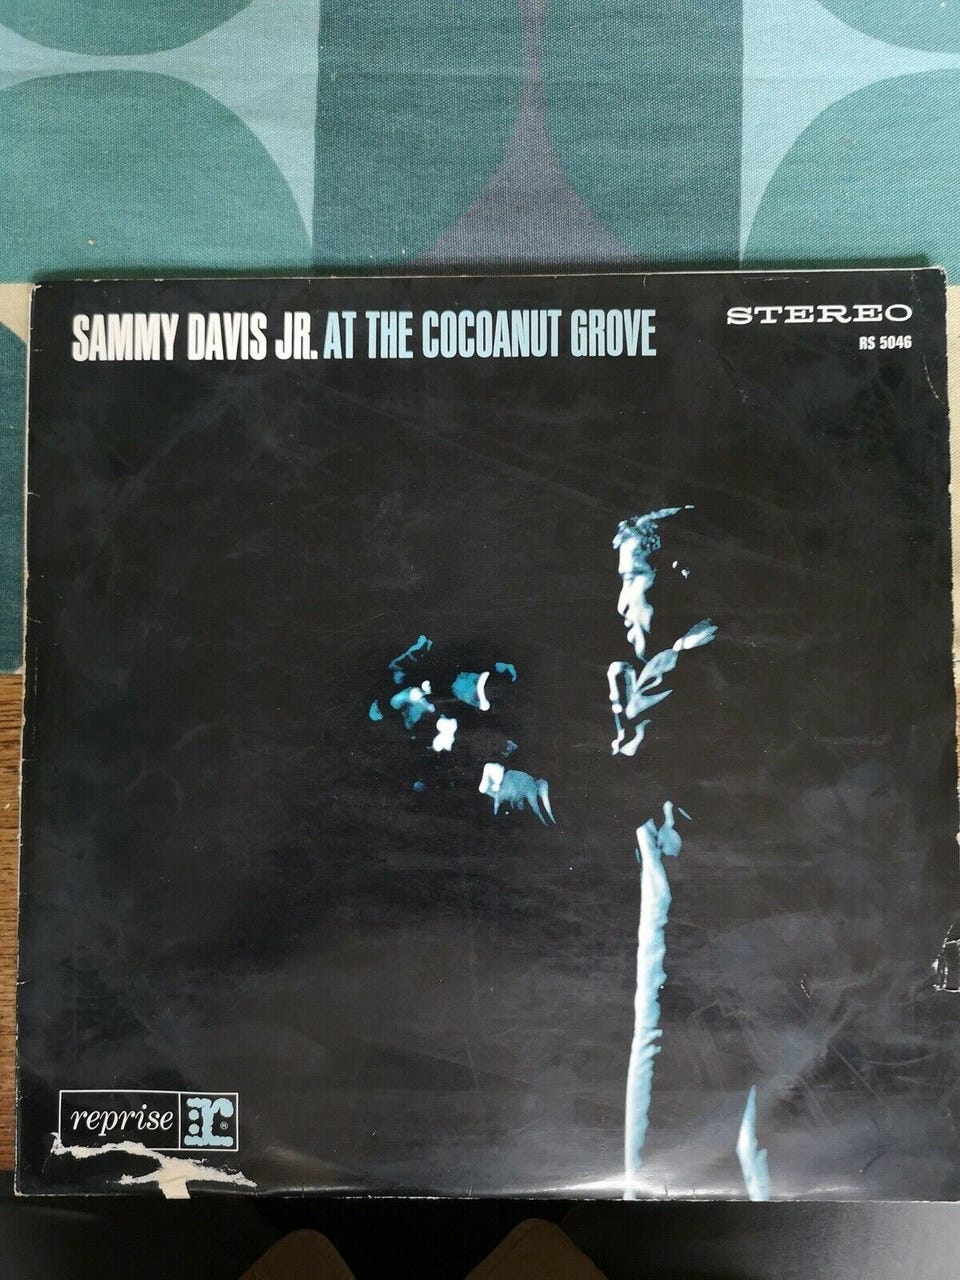 SAMMY DAVIS JR. AT THE COCOANUT GROVE
STEREO
RS 5046
reprise r ®